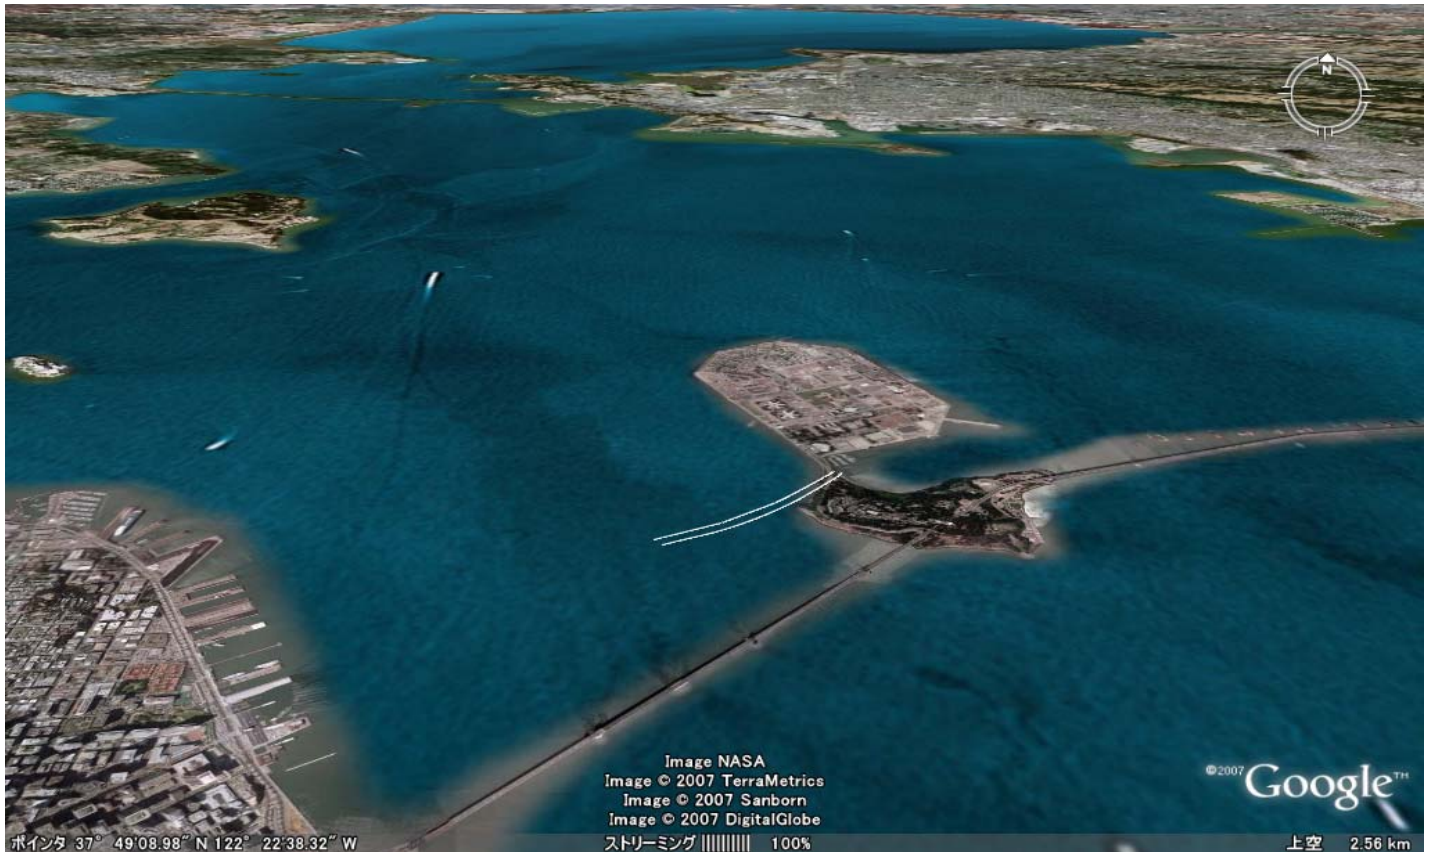 N
Image NASA
Image © 2007 TerraMetrics
Image © 2007 Sanborn
Image © 2007 DigitalGlobe
©2007 Google™
ポインタ 37° 49'08.98" N 122° 22'38.32" W
ストリーミング |||||||||| 100%
上空 2.56 km